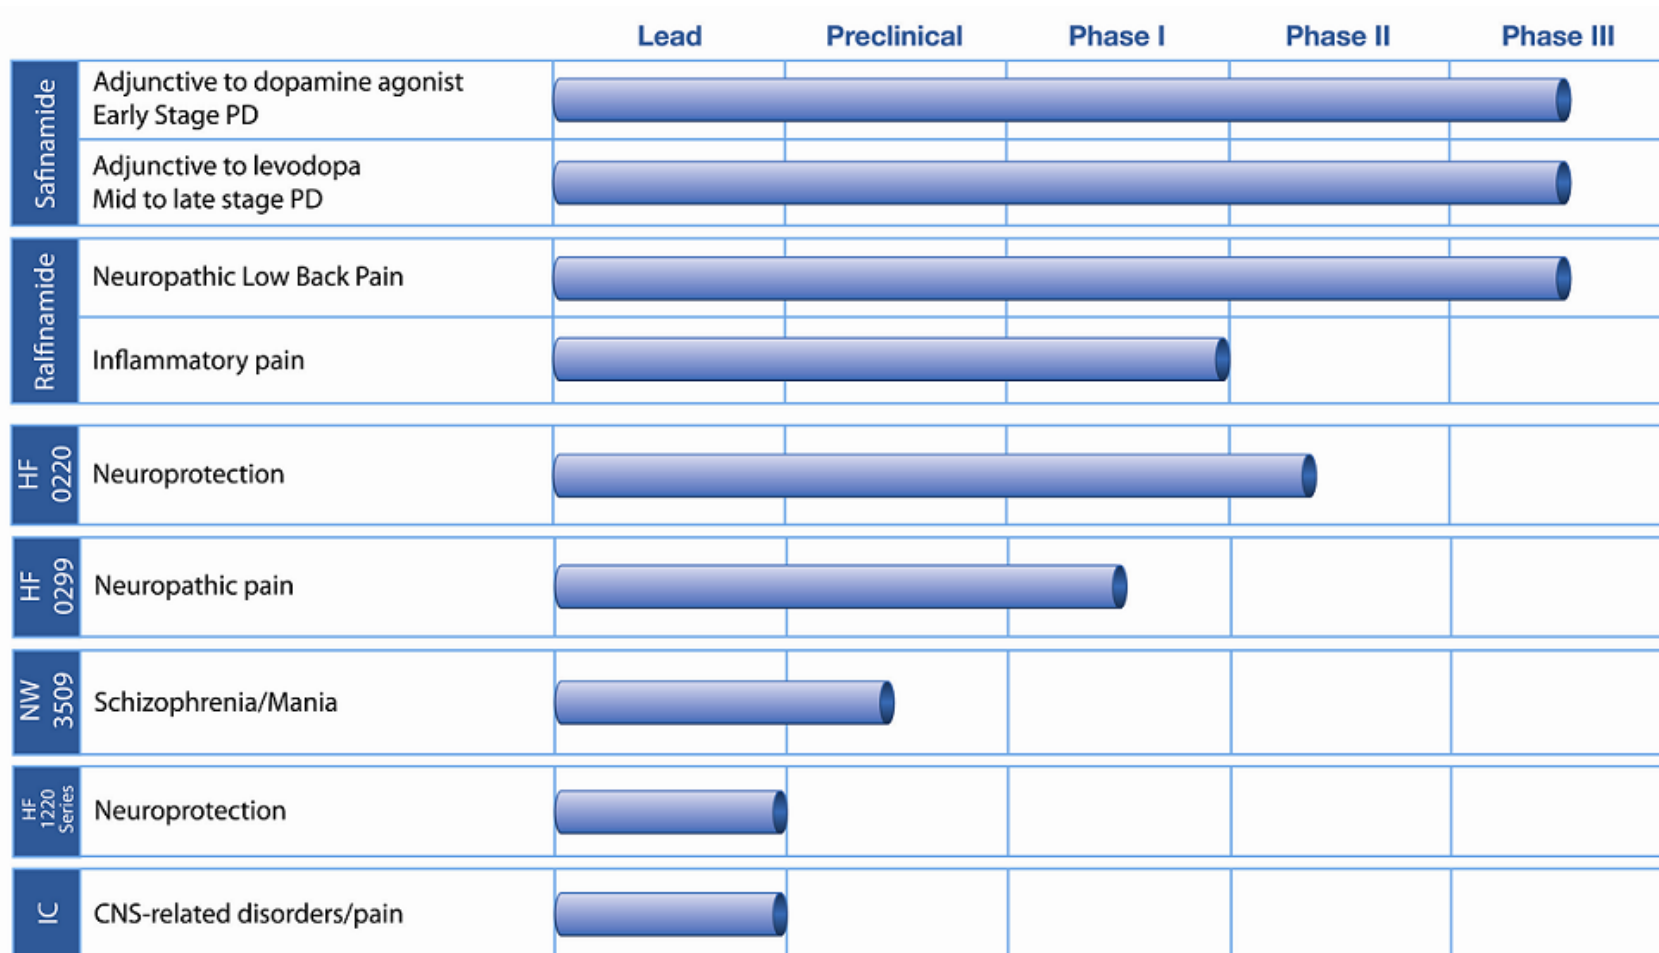 Lead Preclinical Phase I Phase II Phase III
Safinamide
Adjunctive to dopamine agonist
Early Stage PD
Adjunctive to levodopa
Mid to late stage PD
Ralfinamide
Neuropathic Low Back Pain
Inflammatory pain
HF
0220
Neuroprotection
HF
0299
Neuropathic pain
NW
3509
Schizophrenia/Mania
HF
1220
Series
Neuroprotection
IC
CNS-related disorders/pain